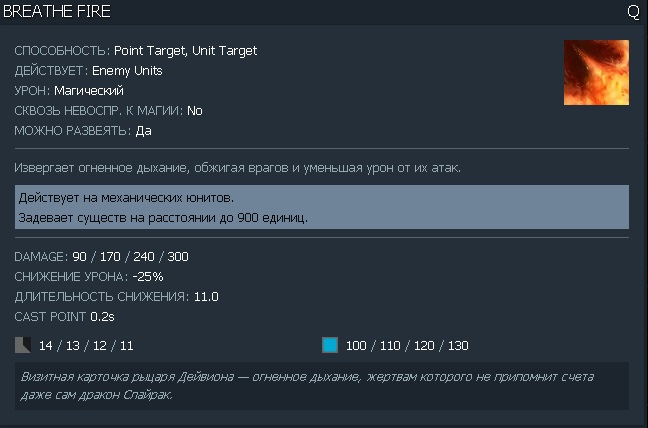 BREATHE FIRE Q
СПОСОБНОСТЬ: Point Target, Unit Target
ДЕЙСТВУЕТ: Enemy Units
УРОН: Магический
СКВОЗЬ НЕВОСПР. К МАГИИ: No
МОЖНО РАЗВЕЯТЬ: Да
Извергает огненное дыхание, обжигая врагов и уменьшая урон от их атак.
Действует на механических юнитов.
Задевает существ на расстоянии до 900 единиц.
DAMAGE: 90 / 170 / 240 / 300
СНИЖЕНИЕ УРОНА: -25%
ДЛИТЕЛЬНОСТЬ СНИЖЕНИЯ: 11.0
CAST POINT 0.2s
14 / 13 / 12 / 11 100 / 110 / 120 / 130
Визитная карточка рыцаря Дейвиона — огненное дыхание, жертвам которого не припомнит счета
даже сам дракон Слайрак.